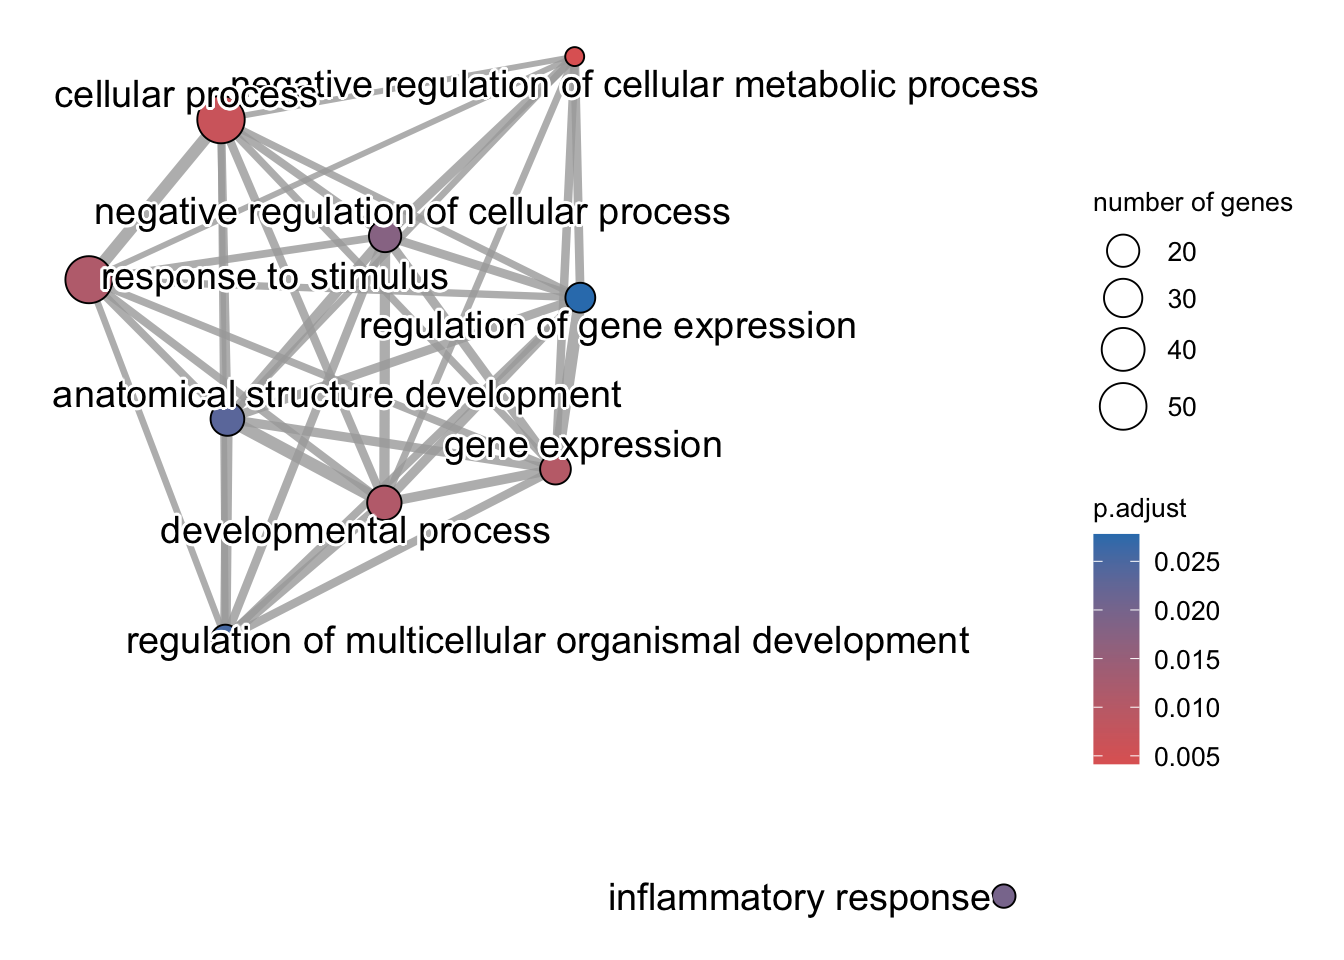 negative regulation of cellular metabolic process
cellular process
negative regulation of cellular process
response to stimulus
regulation of gene expression
anatomical structure development
gene expression
developmental process
regulation of multicellular organismal development
inflammatory response
number of genes
20
30
40
50
p.adjust
0.025
0.020
0.015
0.010
0.005